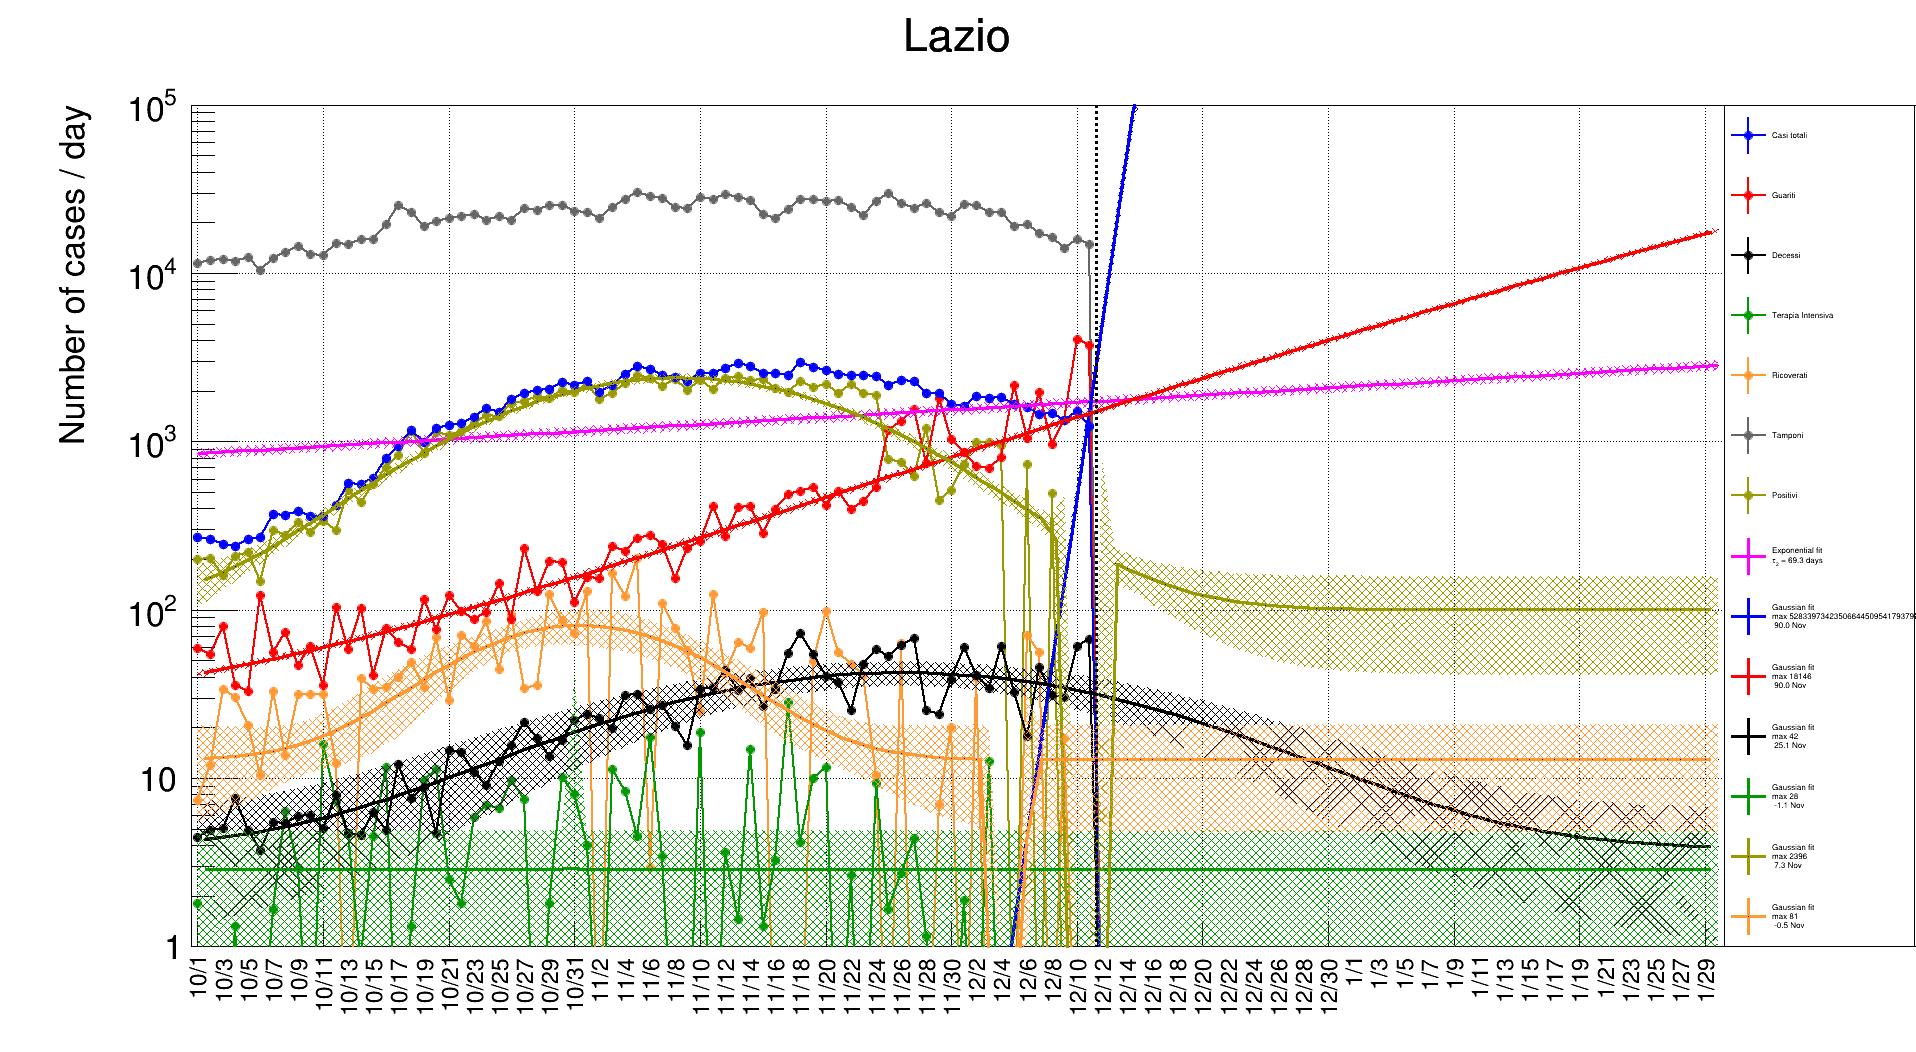 Lazio
Number of cases / day
10^5
10^4
10^3
10^2
10
1
10/1
10/3
10/5
10/7
10/9
10/11
10/13
10/15
10/17
10/19
10/21
10/23
10/25
10/27
10/29
10/31
11/2
11/4
11/6
11/8
11/10
11/12
11/14
11/16
11/18
11/20
11/22
11/24
11/26
11/28
11/30
12/2
12/4
12/6
12/8
12/10
12/12
12/14
12/16
12/18
12/20
12/22
12/24
12/26
12/28
12/30
1/1
1/3
1/5
1/7
1/9
1/11
1/13
1/15
1/17
1/19
1/21
1/23
1/25
1/27
1/29
Casi totali
Guariti
Decessi
Terapia Intensiva
Ricoverati
Tamponi
Positivi
Exponential fit
τ₂ = 69.3 days
Gaussian fit
max
90.0 Nov
Gaussian fit
max 18146
90.0 Nov
Gaussian fit
max 42
25.1 Nov
Gaussian fit
max 28
-1.1 Nov
Gaussian fit
max 2396
7.3 Nov
Gaussian fit
max 81
-0.5 Nov